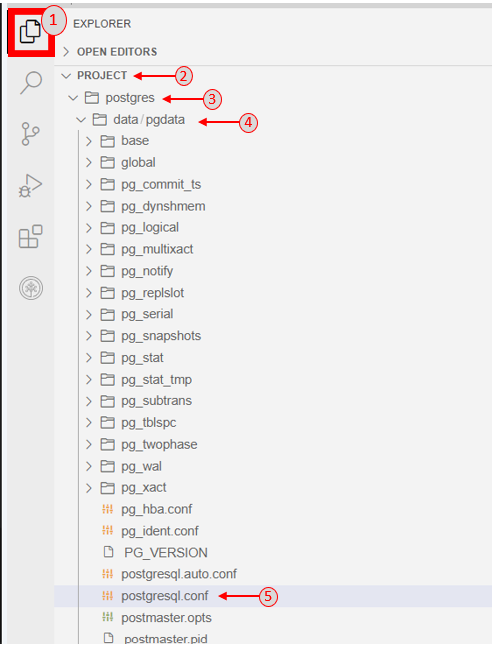 1
EXPLORER
OPEN EDITORS
PROJECT 2
postgres 3
data / pgdata 4
base
global
pg_commit_ts
pg_dynshmem
pg_logical
pg_multixact
pg_notify
pg_replslot
pg_serial
pg_snapshots
pg_stat
pg_stat_tmp
pg_subtrans
pg_tblspc
pg_twophase
pg_wal
pg_xact
pg_hba.conf
pg_ident.conf
PG_VERSION
postgresql.auto.conf
postgresql.conf 5
postmaster.opts
postmaster.pid